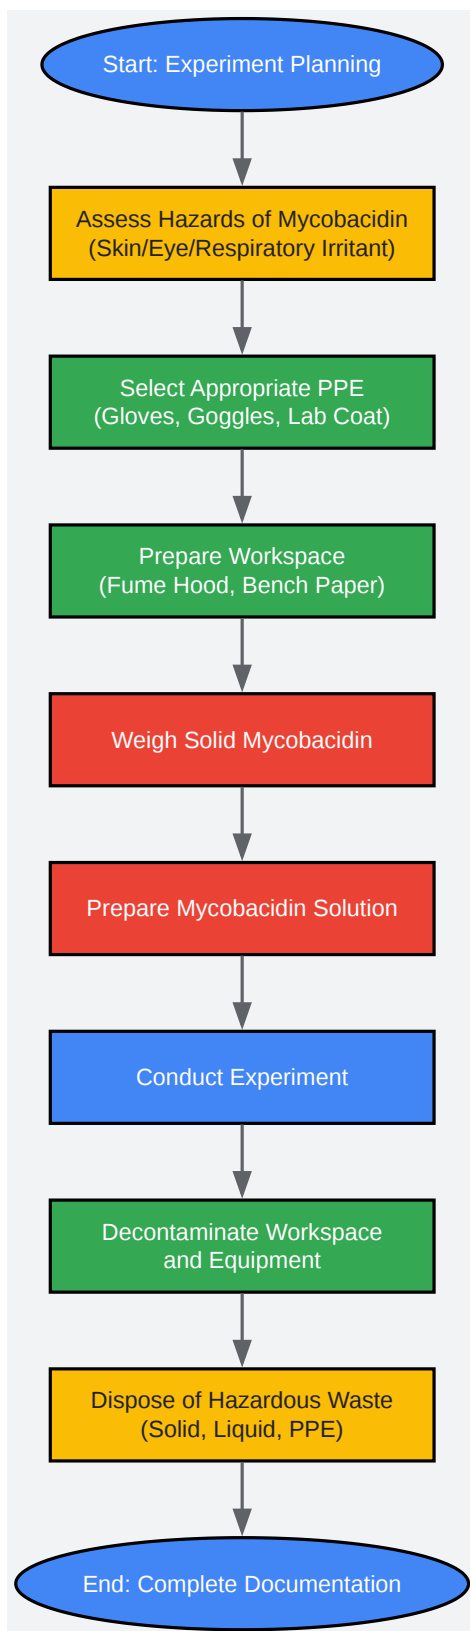 Start: Experiment Planning
Assess Hazards of Mycobacidin
(Skin/Eye/Respiratory Irritant)
Select Appropriate PPE
(Gloves, Goggles, Lab Coat)
Prepare Workspace
(Fume Hood, Bench Paper)
Weigh Solid Mycobacidin
Prepare Mycobacidin Solution
Conduct Experiment
Decontaminate Workspace
and Equipment
Dispose of Hazardous Waste
(Solid, Liquid, PPE)
End: Complete Documentation